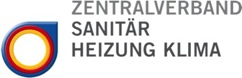 ZENTRALVERBAND
SANITÄR
HEIZUNG KLIMA